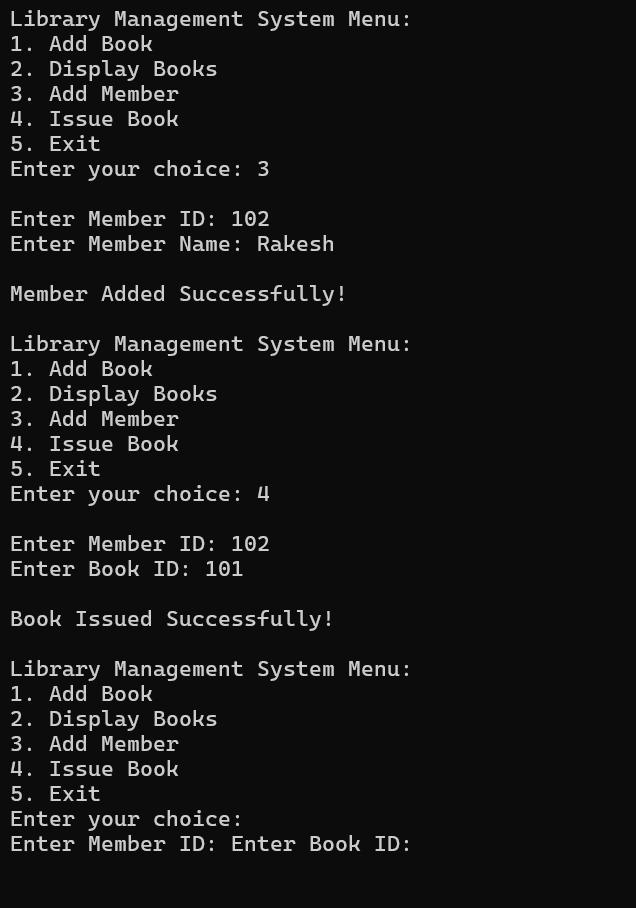 Library Management System Menu:
1. Add Book
2. Display Books
3. Add Member
4. Issue Book
5. Exit
Enter your choice: 3
Enter Member ID: 102
Enter Member Name: Rakesh
Member Added Successfully!
Library Management System Menu:
1. Add Book
2. Display Books
3. Add Member
4. Issue Book
5. Exit
Enter your choice: 4
Enter Member ID: 102
Enter Book ID: 101
Book Issued Successfully!
Library Management System Menu:
1. Add Book
2. Display Books
3. Add Member
4. Issue Book
5. Exit
Enter your choice:
Enter Member ID: Enter Book ID: